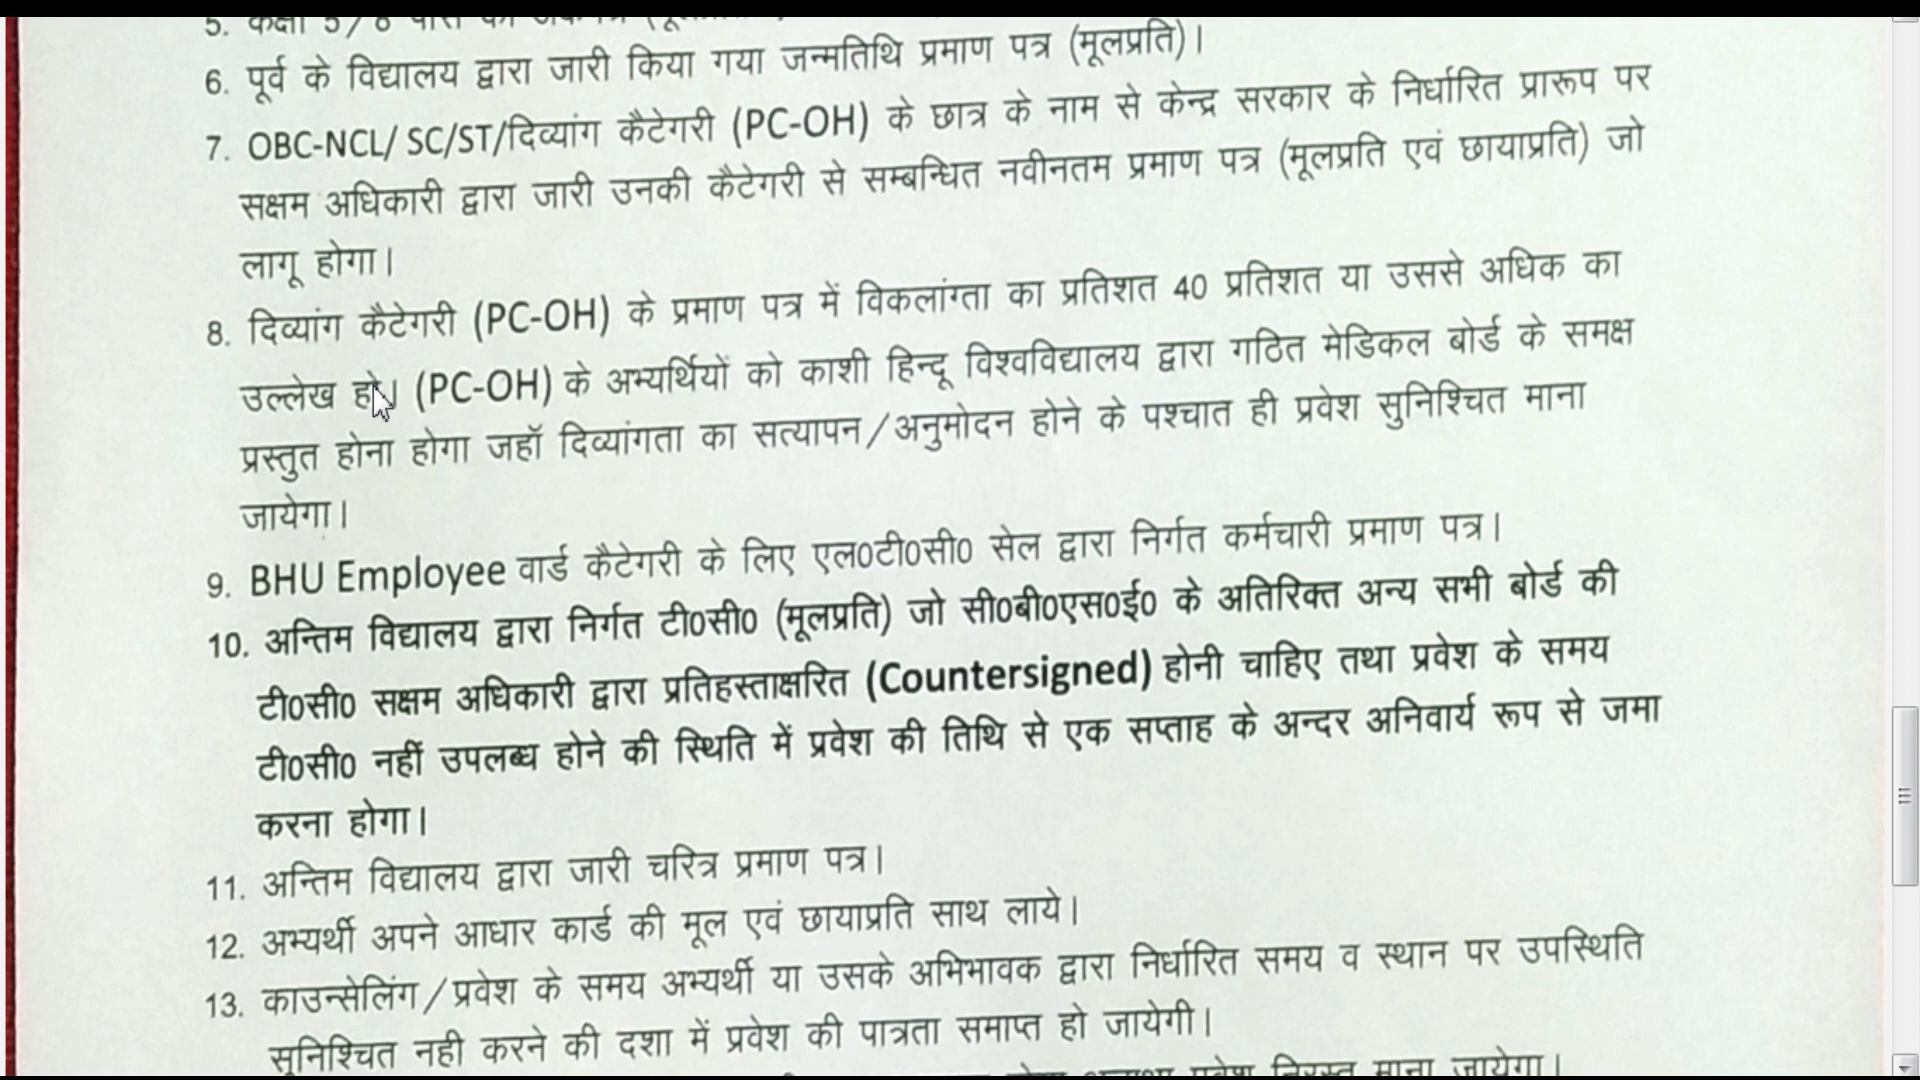 5. कक्षा 5/8
6. पूर्व के विद्यालय द्वारा जारी किया गया जन्मतिथि प्रमाण पत्र (मूलप्रति)।
7. OBC-NCL/ SC/ST/दिव्यांग कैटेगरी (PC-OH) के छात्र के नाम से केन्द्र सरकार के निर्धारित प्रारूप पर
सक्षम अधिकारी द्वारा जारी उनकी कैटेगरी से सम्बन्धित नवीनतम प्रमाण पत्र (मूलप्रति एवं छायाप्रति) जो
लागू होगा।
8. दिव्यांग कैटेगरी (PC-OH) के प्रमाण पत्र में विकलांग्ता का प्रतिशत 40 प्रतिशत या उससे अधिक का
उल्लेख हो। (PC-OH) के अभ्यर्थियों को काशी हिन्दू विश्वविद्यालय द्वारा गठित मेडिकल बोर्ड के समक्ष
प्रस्तुत होना होगा जहॉ दिव्यांगता का सत्यापन/अनुमोदन होने के पश्चात ही प्रवेश सुनिश्चित माना
जायेगा।
9. BHU Employee वार्ड कैटेगरी के लिए एल0टी0सी0 सेल द्वारा निर्गत कर्मचारी प्रमाण पत्र।
10. अन्तिम विद्यालय द्वारा निर्गत टी0सी0 (मूलप्रति) जो सी0बी0एस0ई0 के अतिरिक्त अन्य सभी बोर्ड की
टी0सी0 सक्षम अधिकारी द्वारा प्रतिहस्ताक्षरित (Countersigned) होनी चाहिए तथा प्रवेश के समय
टी0सी0 नहीं उपलब्ध होने की स्थिति में प्रवेश की तिथि से एक सप्ताह के अन्दर अनिवार्य रूप से जमा
करना होगा।
11. अन्तिम विद्यालय द्वारा जारी चरित्र प्रमाण पत्र।
12. अभ्यर्थी अपने आधार कार्ड की मूल एवं छायाप्रति साथ लाये।
13. काउन्सेलिंग/प्रवेश के समय अभ्यर्थी या उसके अभिभावक द्वारा निर्धारित समय व स्थान पर उपस्थिति
सुनिश्चित नही करने की दशा में प्रवेश की पात्रता समाप्त हो जायेगी।
प्रवेश निरस्त माना जायेगा।